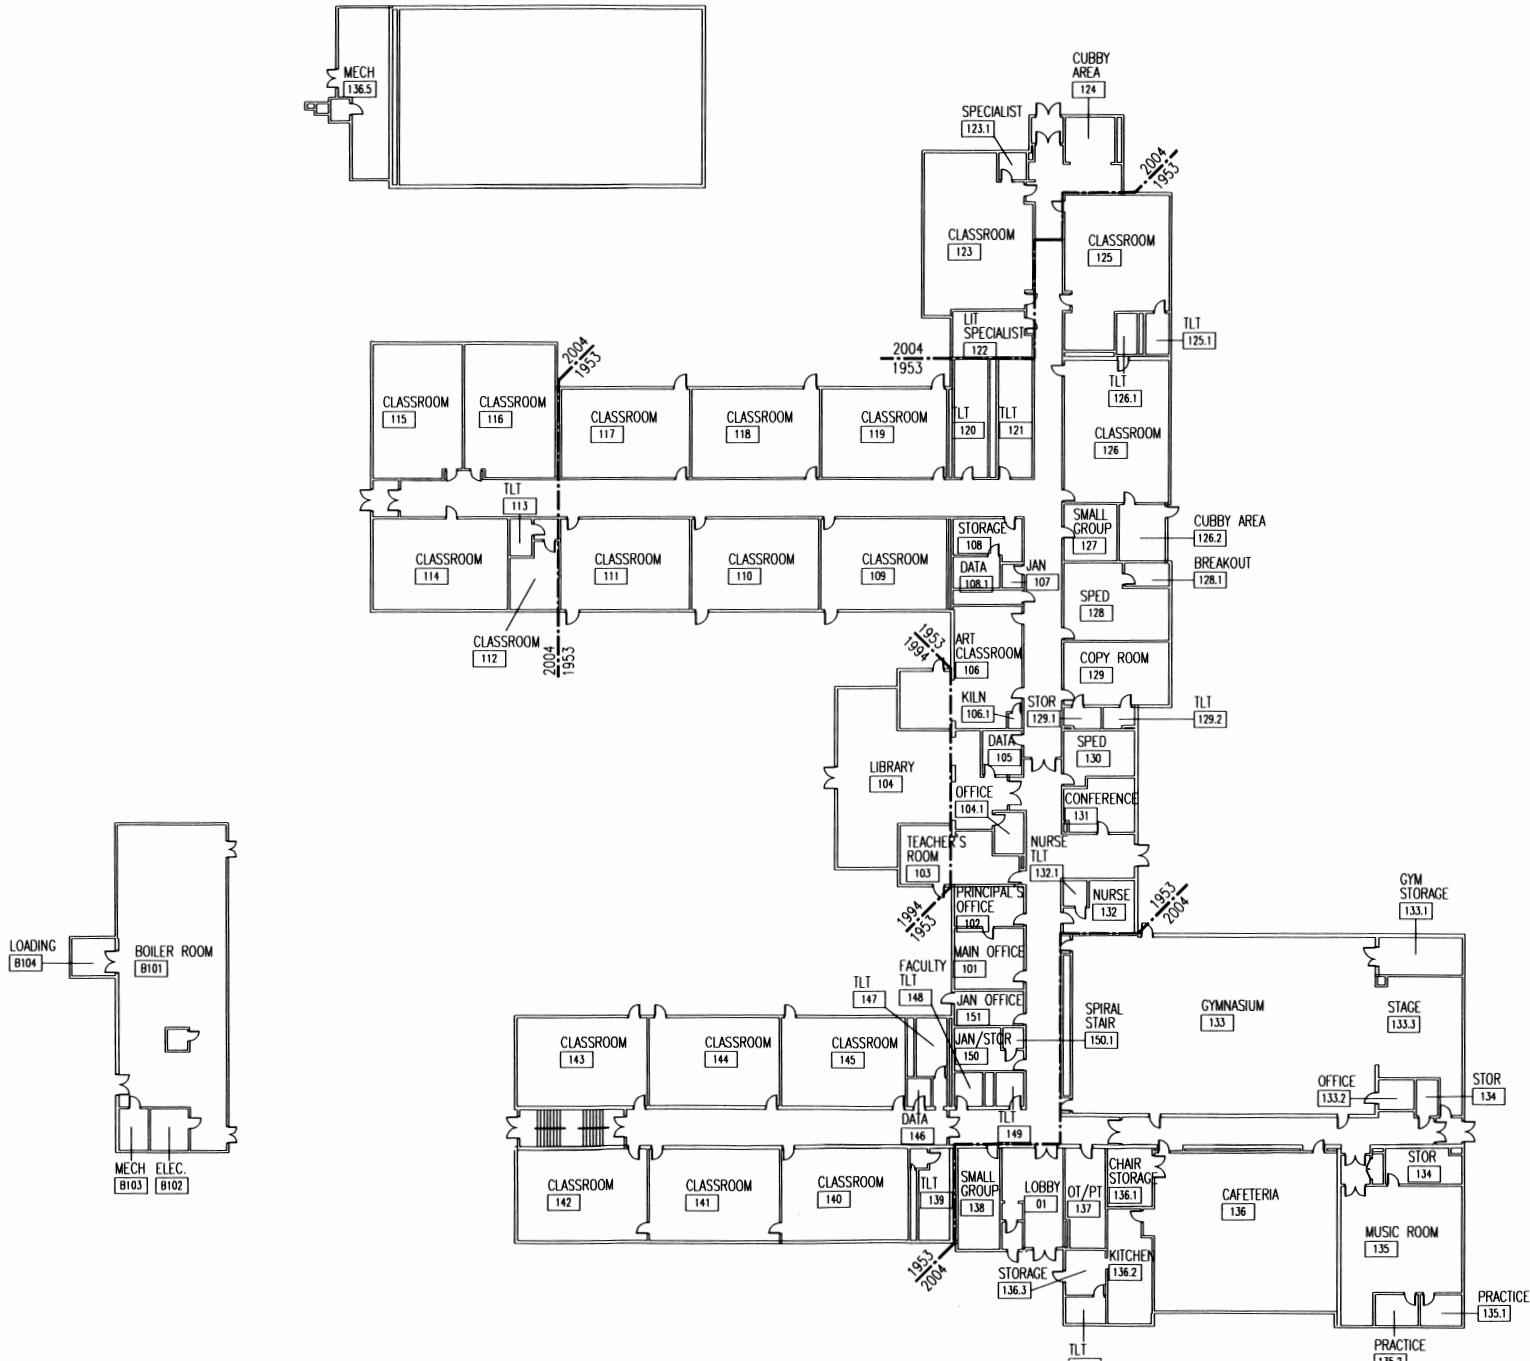 MECH
136.5
CUBBY
AREA
124
SPECIALIST
123.1
2004
1953
CLASSROOM
123
CLASSROOM
125
LIT
SPECIALIST
122
TLT
125.1
2004
1953
2004
1953
TLT
126.1
CLASSROOM
115
CLASSROOM
116
CLASSROOM
117
CLASSROOM
118
CLASSROOM
119
TLT
120
TLT
121
CLASSROOM
126
TLT
113
STORAGE
108
SMALL
GROUP
127
CUBBY AREA
126.2
CLASSROOM
114
CLASSROOM
111
CLASSROOM
110
CLASSROOM
109
DATA
108.1
JAN
107
BREAKOUT
128.1
SPED
128
CLASSROOM
112
2004
1953
1953
1994
ART
CLASSROOM
106
COPY ROOM
129
KILN
106.1
STOR
129.1
TLT
129.2
DATA
105
SPED
130
LIBRARY
104
OFFICE
104.1
CONFERENCE
131
TEACHER'S
ROOM
103
NURSE
TLT
132.1
NURSE
132
1953
2004
GYM
STORAGE
133.1
1994
1953
PRINCIPAL'S
OFFICE
102
LOADING
B104
BOILER ROOM
B101
MAIN OFFICE
101
FACULTY
TLT
148
TLT
147
JAN OFFICE
151
SPIRAL
STAIR
150.1
GYMNASIUM
133
STAGE
133.3
CLASSROOM
143
CLASSROOM
144
CLASSROOM
145
JAN/STOR
150
OFFICE
133.2
STOR
134
DATA
146
TLT
149
MECH
B103
ELEC.
B102
CLASSROOM
142
CLASSROOM
141
CLASSROOM
140
TLT
139
SMALL
GROUP
138
LOBBY
01
OT/PT
137
CHAIR
STORAGE
136.1
CAFETERIA
136
STOR
134
MUSIC ROOM
135
1953
2004
STORAGE
136.3
KITCHEN
136.2
PRACTICE
135.1
TLT
PRACTICE